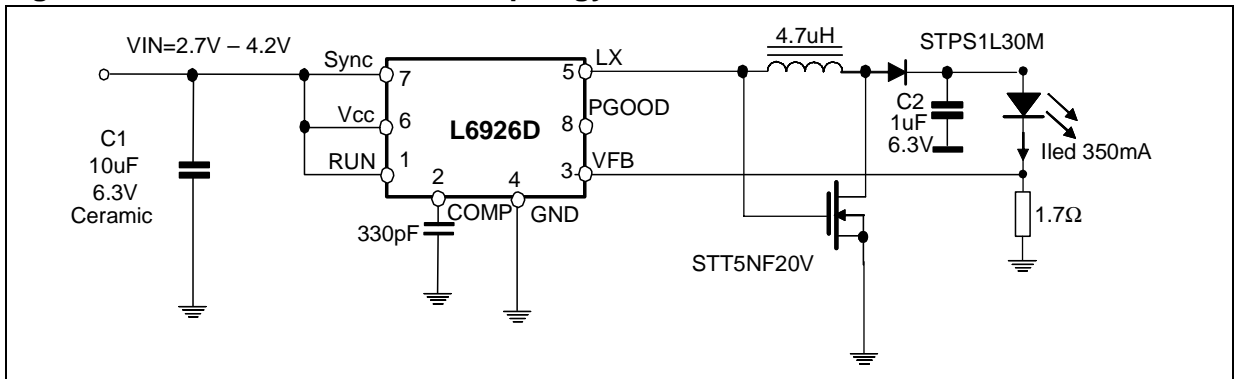 VIN=2.7V – 4.2V
Sync
7
Vcc
6
RUN
1
L6926D
5
LX
PGOOD
8
3
VFB
2
COMP
4
GND
C1
10uF
6.3V
Ceramic
330pF
4.7uH
STPS1L30M
C2
1uF
6.3V
Iled 350mA
1.7Ω
STT5NF20V